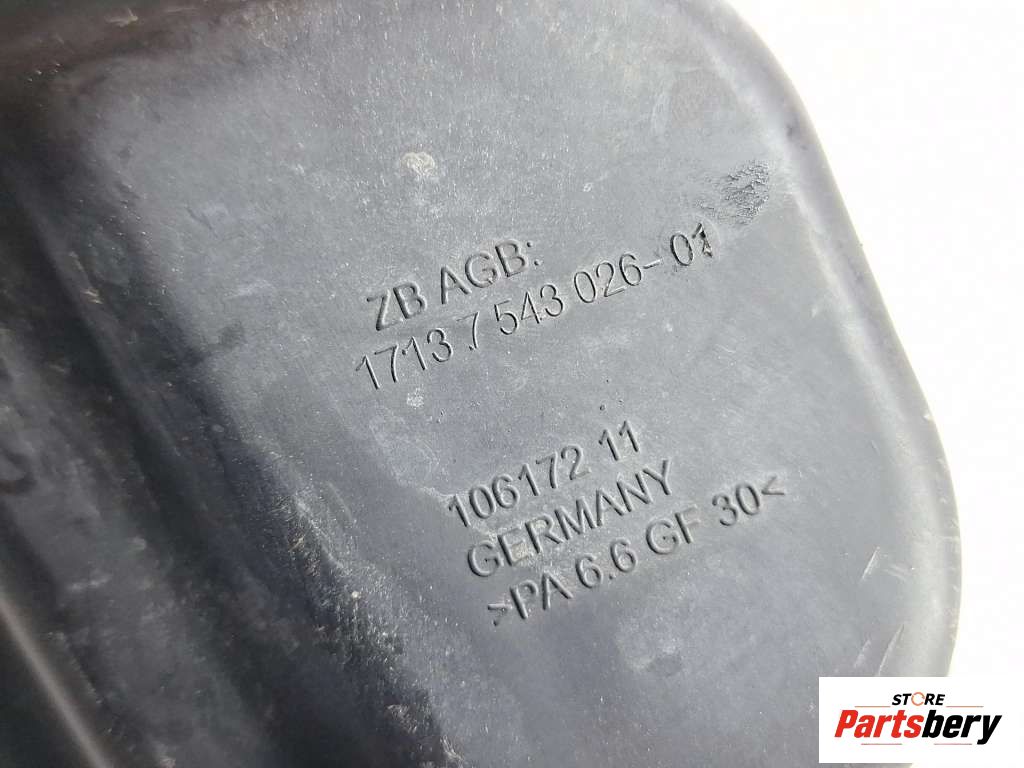 ZB AGB:
1713 7 543 026-01
106172 11
GERMANY
>PA 6.6 GF 30<
STORE
Partsbery